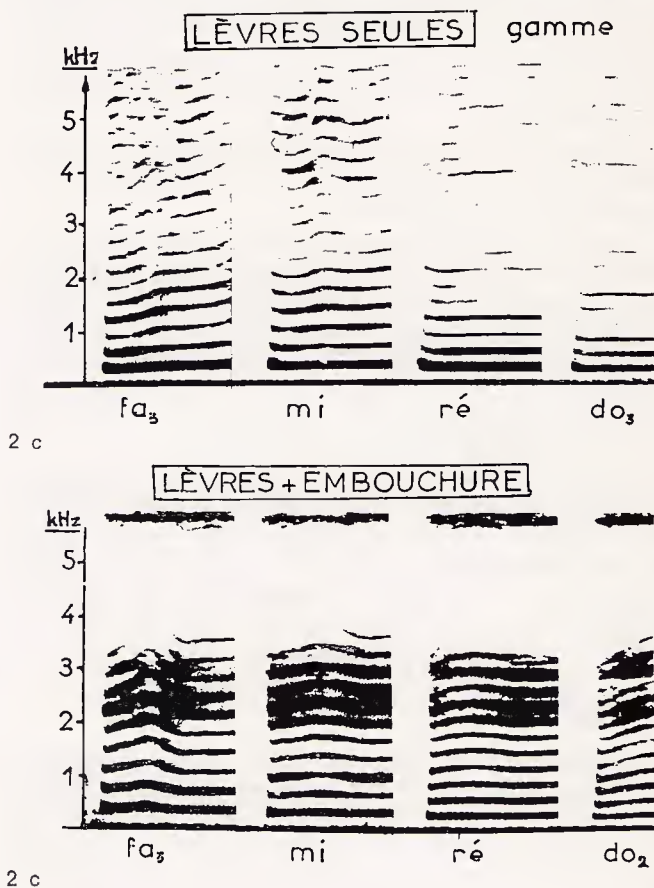 LÈVRES SEULES gamme
kHz
5
4
3
2
1
fa₃ mi ré do₃
2 c
LÈVRES + EMBOUCHURE
kHz
5
4
3
2
1
fa₃ mi ré do₂
2 c